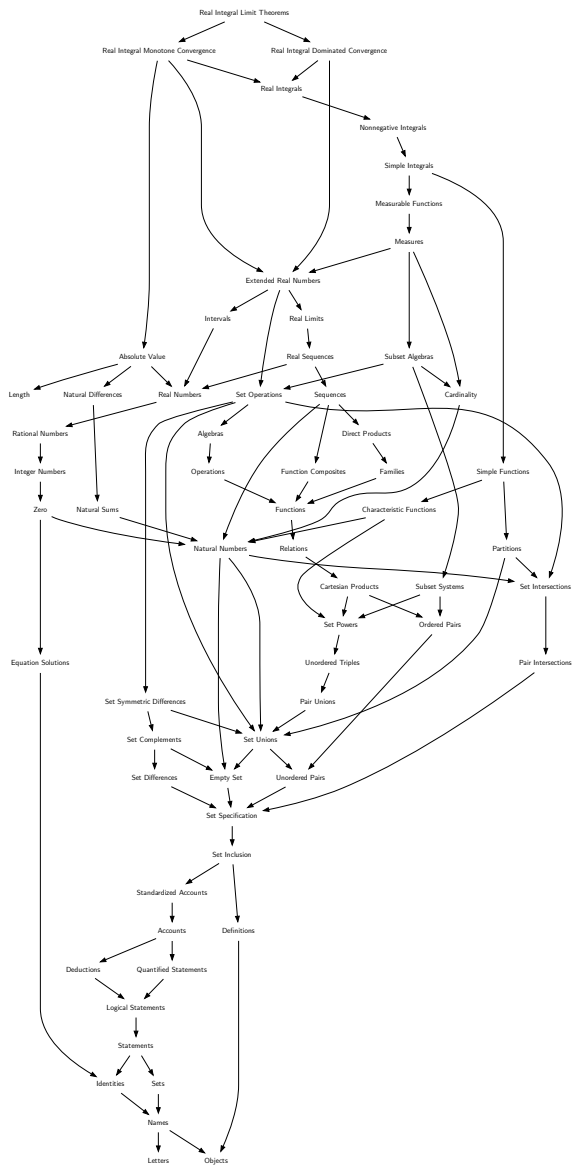 Real Integral Limit Theorems
Real Integral Monotone Convergence Real Integral Dominated Convergence
Real Integrals
Nonnegative Integrals
Simple Integrals
Measurable Functions
Measures
Extended Real Numbers
Intervals Real Limits
Absolute Value Real Sequences Subset Algebras
Length Natural Differences Real Numbers Set Operations Sequences Cardinality
Rational Numbers Algebras Direct Products
Integer Numbers Operations Function Composites Families Simple Functions
Zero Natural Sums Functions Characteristic Functions
Natural Numbers Relations Partitions
Cartesian Products Subset Systems Set Intersections
Set Powers Ordered Pairs
Equation Solutions Unordered Triples Pair Intersections
Set Symmetric Differences Pair Unions
Set Complements Set Unions
Set Differences Empty Set Unordered Pairs
Set Specification
Set Inclusion
Standardized Accounts
Accounts Definitions
Deductions Quantified Statements
Logical Statements
Statements
Identities Sets
Names
Letters Objects